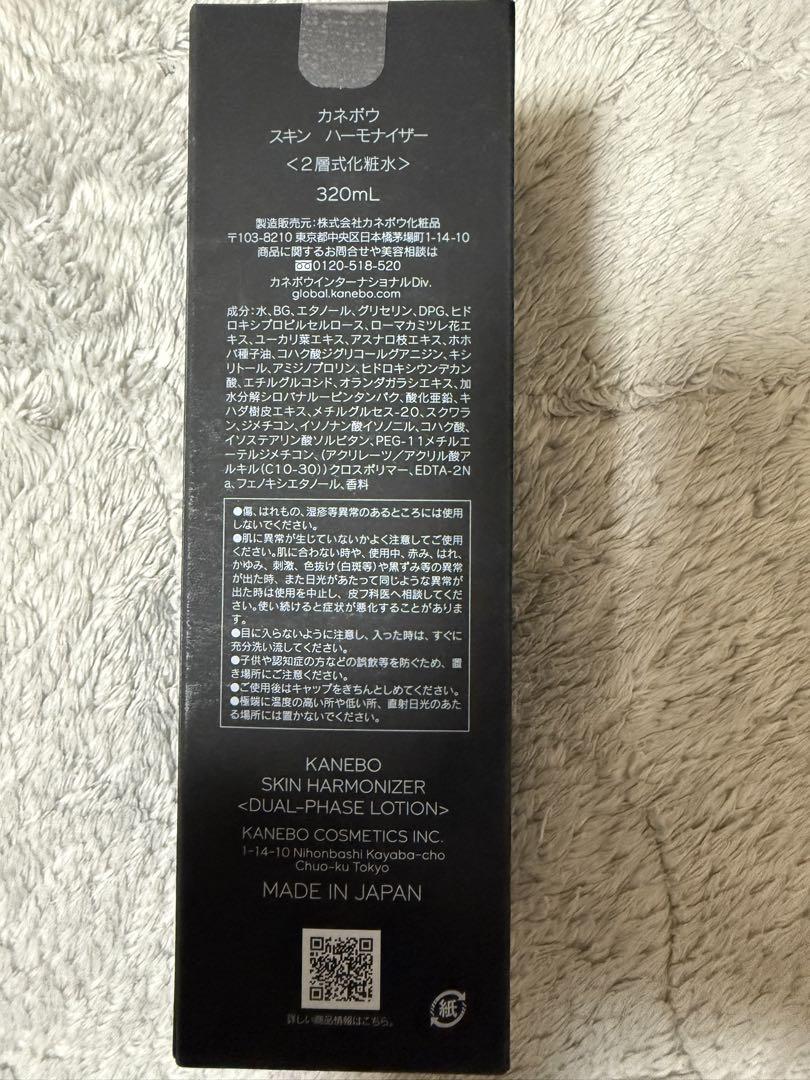 カネボウ
スキン ハーモナイザー
<2層式化粧水>
320mL
製造販売元:株式会社カネボウ化粧品
〒103-8210 東京都中央区日本橋茅場町1-14-10
商品に関するお問合せや美容相談は
0120-518-520
カネボウインターナショナルDiv.
global.kanebo.com
成分:水、BG、エタノール、グリセリン、DPG、ヒド
ロキシプロピルセルロース、ローマカミツレ花エ
キス、ユーカリ葉エキス、アスナロ枝エキス、ホホ
バ種子油、コハク酸ジグリコールグアニジン、キシ
リトール、アミジノプロリン、ヒドロキシウンデカン
酸、エチルグルコシド、オランダガラシエキス、加
水分解シロバナルーピンタンパク、酸化亜鉛、キ
ハダ樹皮エキス、メチルグルセス-20、スクワラ
ン、ジメチコン、イソノナン酸イソノニル、コハク酸、
イソステアリン酸ソルビタン、PEG-11メチルエ
ーテルジメチコン、(アクリレーツ/アクリル酸ア
ルキル(C10-30))クロスポリマー、EDTA-2N
a、フェノキシエタノール、香料
●傷、はれもの、湿疹等異常のあるところには使用
しないでください。
●肌に異常が生じていないかよく注意してご使用
ください。肌に合わない時や、使用中、赤み、はれ、
かゆみ、刺激、色抜け(白斑等)や黒ずみ等の異常
が出た時、また日光があたって同じような異常が
出た時は使用を中止し、皮フ科医へ相談してくだ
さい。使い続けると症状が悪化することがありま
す。
●目に入らないように注意し、入った時は、すぐに
充分洗い流してください。
●子供や認知症の方などの誤飲等を防ぐため、置
き場所にご注意ください。
●ご使用後はキャップをきちんとしめてください。
●極端に温度の高い所や低い所、直射日光のあた
る場所には置かないでください。
KANEBO
SKIN HARMONIZER
<DUAL-PHASE LOTION>
KANEBO COSMETICS INC.
1-14-10 Nihonbashi Kayaba-cho
Chuo-ku Tokyo
MADE IN JAPAN
詳しい商品情報はこちら。
紙